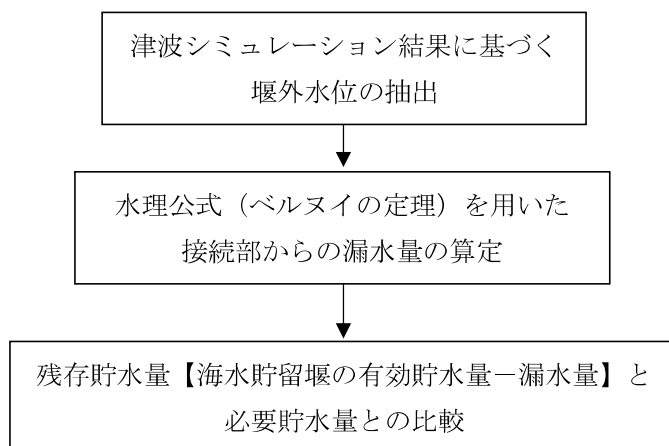 津波シミュレーション結果に基づく
堰外水位の抽出
水理公式（ベルヌイの定理）を用いた
接続部からの漏水量の算定
残存貯水量【海水貯留堰の有効貯水量－漏水量】と
必要貯水量との比較